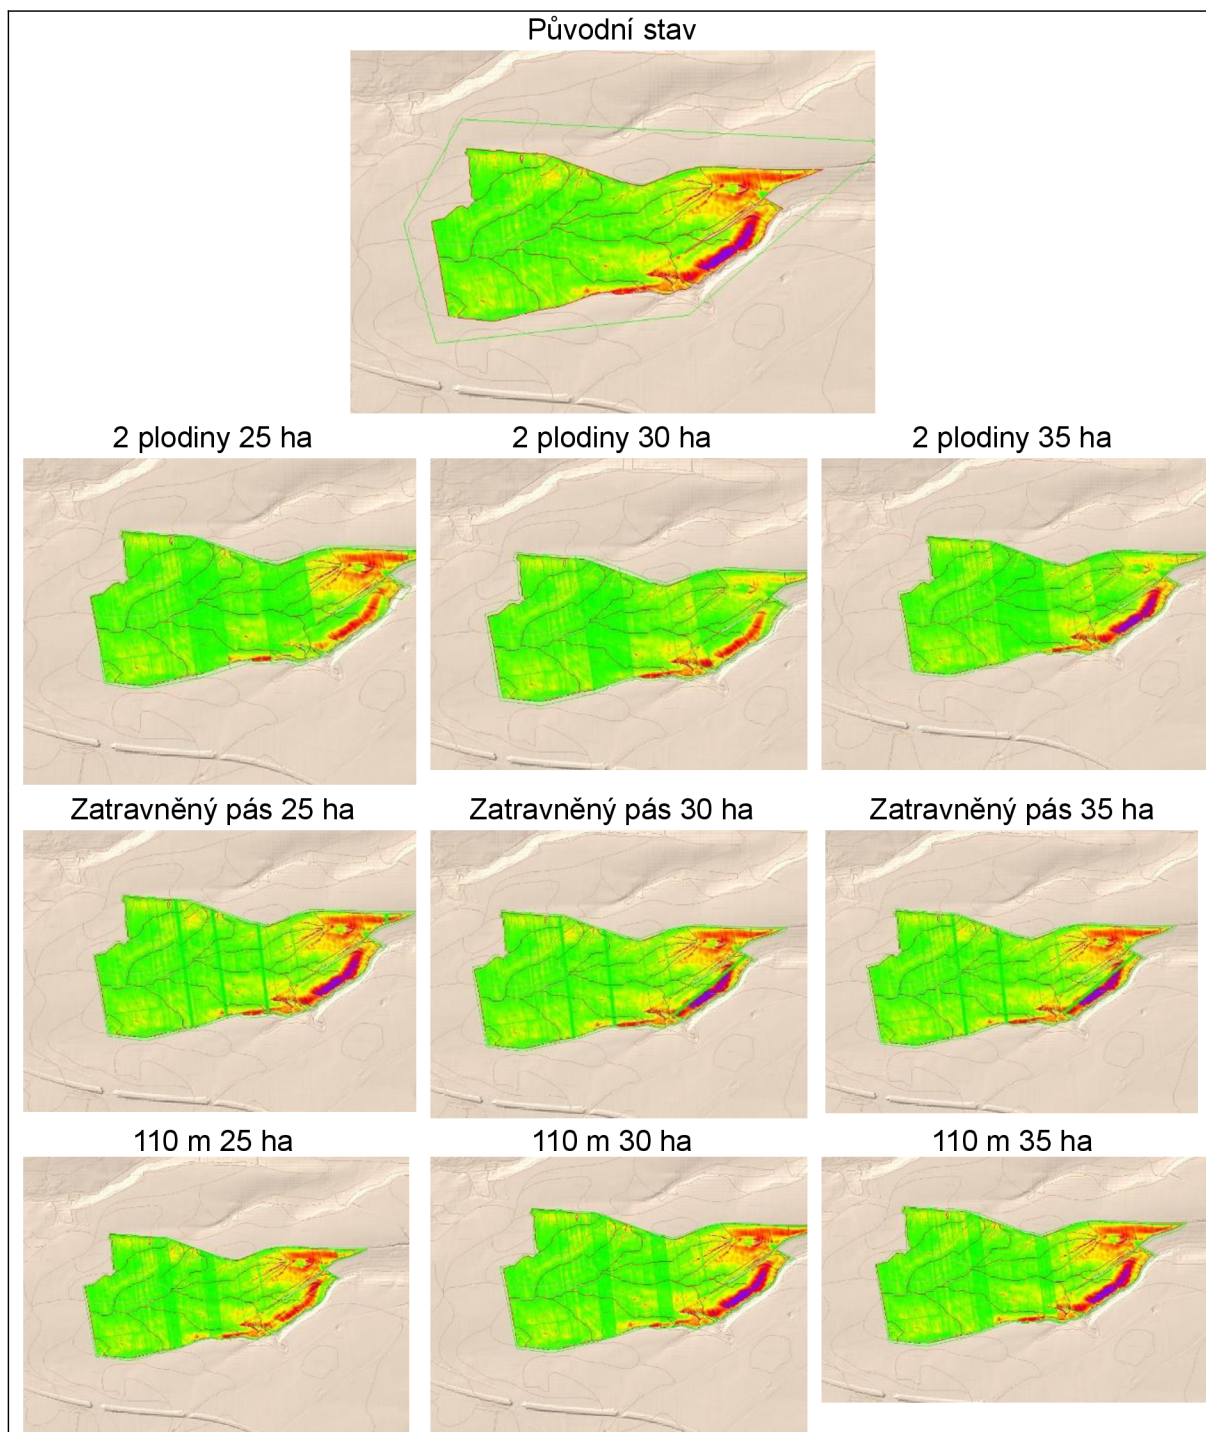 Původní stav
2 plodiny 25 ha
2 plodiny 30 ha
2 plodiny 35 ha
Zatravněný pás 25 ha
Zatravněný pás 30 ha
Zatravněný pás 35 ha
110 m 25 ha
110 m 30 ha
110 m 35 ha